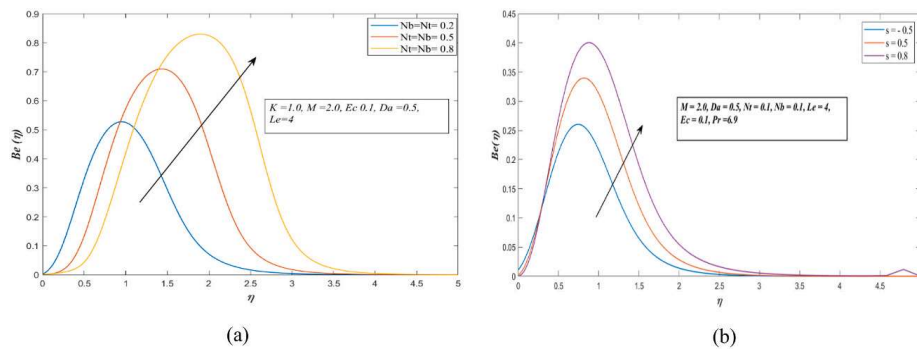 (a)
Nb=Nt= 0.2
Nt=Nb= 0.5
Nt=Nb= 0.8
K =1.0, M =2.0, Ec 0.1, Da =0.5,
Le=4
Be (η)
0.9
0.8
0.7
0.6
0.5
0.4
0.3
0.2
0.1
0
0 0.5 1 1.5 2 2.5 3 3.5 4 4.5 5
η
(a)
(b)
s = - 0.5
s = 0.5
s = 0.8
M = 2.0, Da = 0.5, Nt = 0.1, Nb = 0.1, Le = 4,
Ec = 0.1, Pr =6.9
Be(η)
0.45
0.4
0.35
0.3
0.25
0.2
0.15
0.1
0.05
0
0 0.5 1 1.5 2 2.5 3 3.5 4 4.5
η
(b)